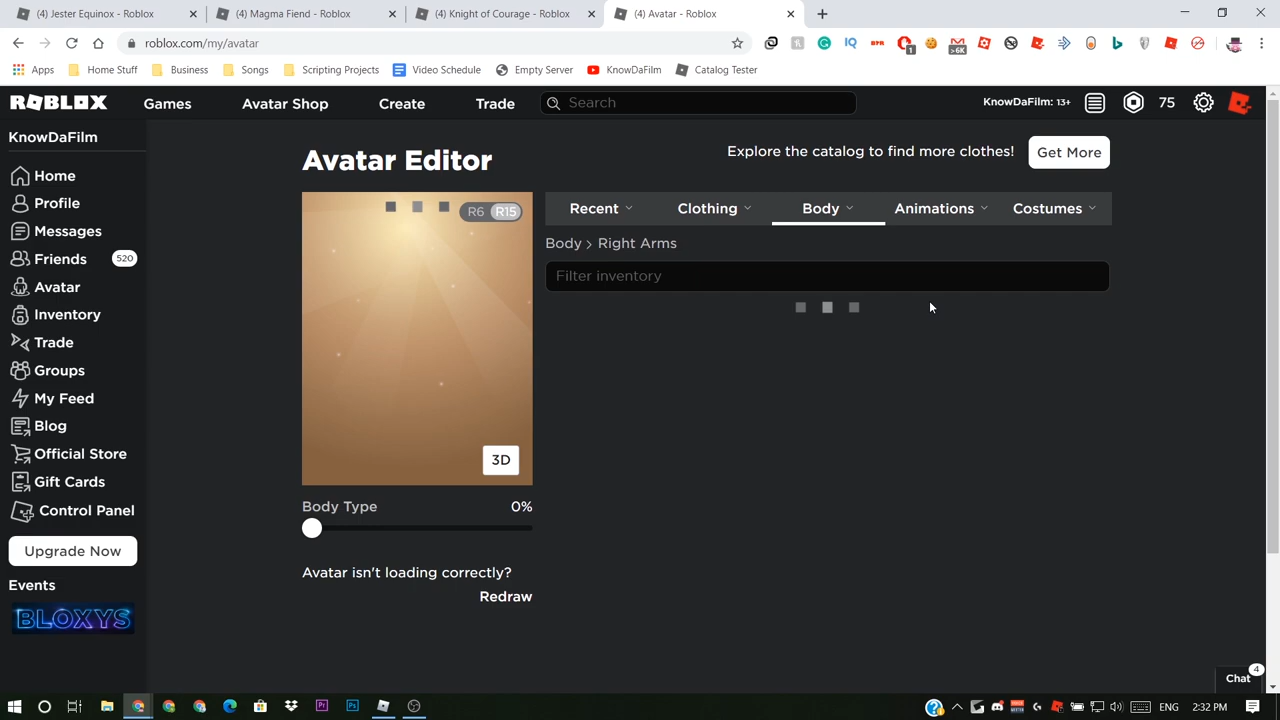 (4) Jester Equinox - Roblox
(4) Magma Fiend - Roblox
(4) Knight of Courage - Roblox
(4) Avatar - Roblox
roblox.com/my/avatar
1
>6K
Apps
Home Stuff
Business
Songs
Scripting Projects
Video Schedule
Empty Server
KnowDaFilm
Catalog Tester
ROBLOX
Games
Avatar Shop
Create
Trade
Search
KnowDaFilm: 13+
75
KnowDaFilm
Home
Profile
Messages
Friends 520
Avatar
Inventory
Trade
Groups
My Feed
Blog
Official Store
Gift Cards
Control Panel
Upgrade Now
Events
BLOXYS
Avatar Editor
Explore the catalog to find more clothes!
Get More
R6 R15
3D
Body Type 0%
Avatar isn't loading correctly?
Redraw
Recent
Clothing
Body
Animations
Costumes
Body > Right Arms
Filter inventory
Chat 4
ENG
2:32 PM